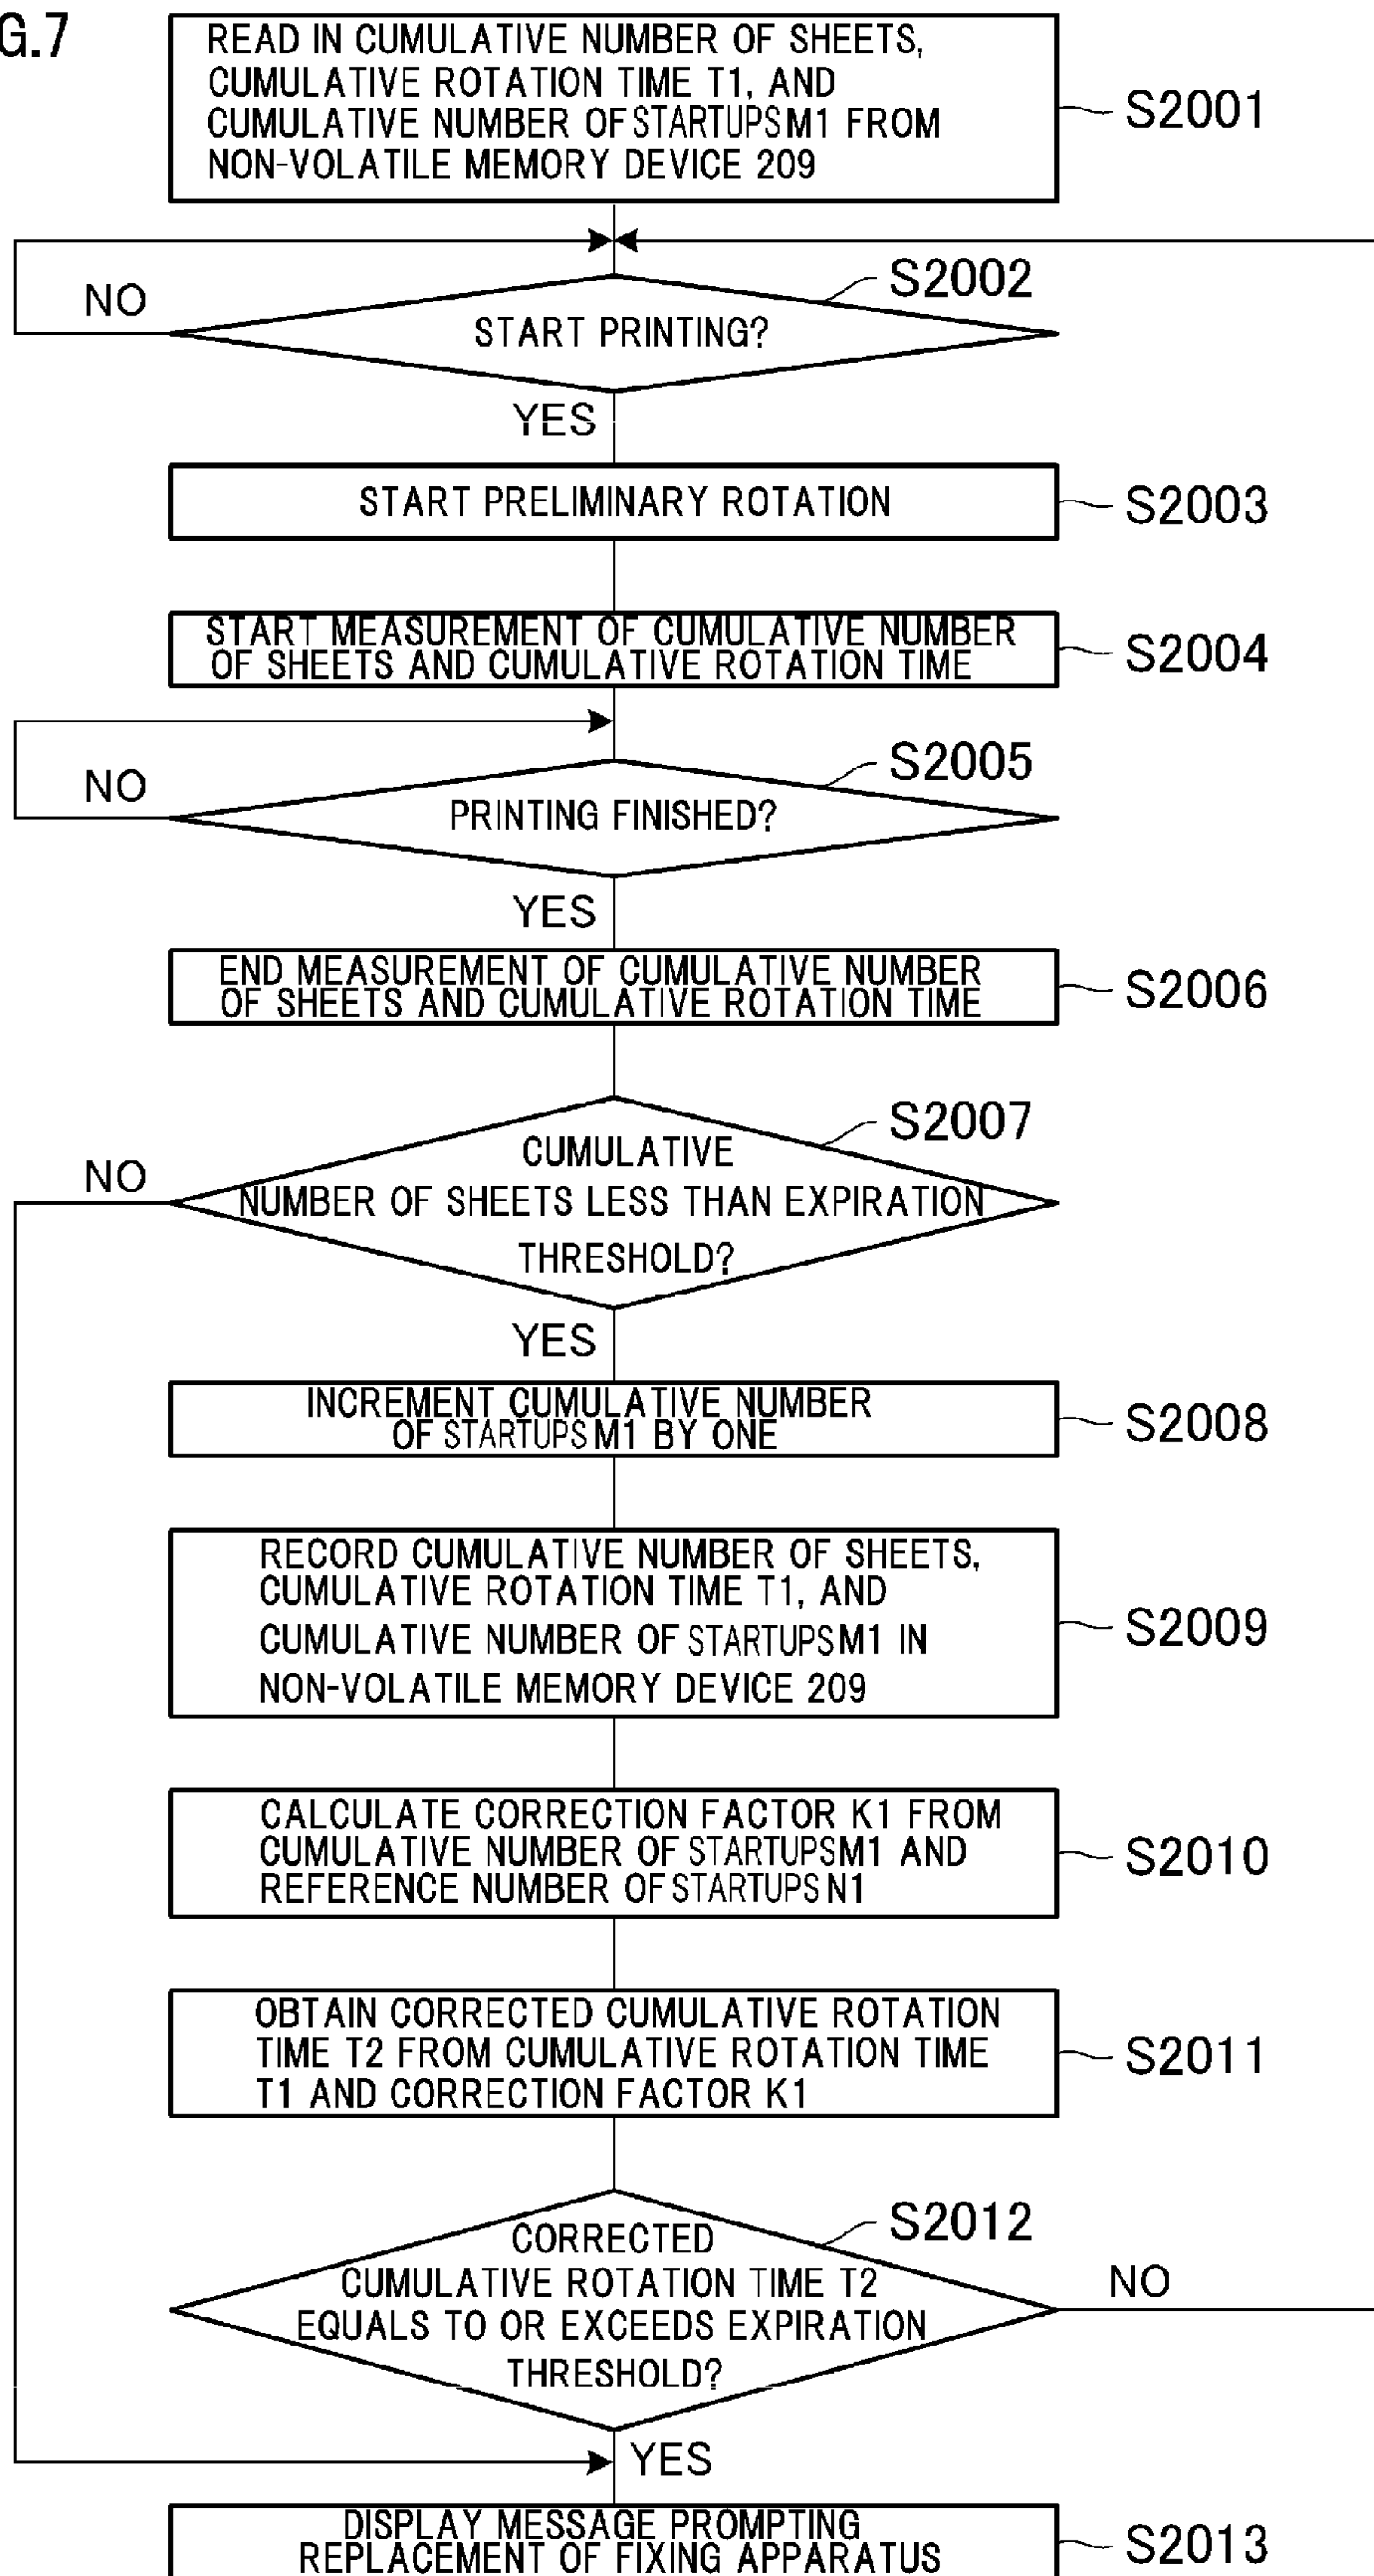 G.7
READ IN CUMULATIVE NUMBER OF SHEETS,
CUMULATIVE ROTATION TIME T1, AND
CUMULATIVE NUMBER OF STARTUPS M1 FROM
NON-VOLATILE MEMORY DEVICE 209
S2001
S2002
NO
START PRINTING?
YES
START PRELIMINARY ROTATION
S2003
START MEASUREMENT OF CUMULATIVE NUMBER
OF SHEETS AND CUMULATIVE ROTATION TIME
S2004
S2005
NO
PRINTING FINISHED?
YES
END MEASUREMENT OF CUMULATIVE NUMBER
OF SHEETS AND CUMULATIVE ROTATION TIME
S2006
S2007
NO
CUMULATIVE
NUMBER OF SHEETS LESS THAN EXPIRATION
THRESHOLD?
YES
INCREMENT CUMULATIVE NUMBER
OF STARTUPS M1 BY ONE
S2008
RECORD CUMULATIVE NUMBER OF SHEETS,
CUMULATIVE ROTATION TIME T1, AND
CUMULATIVE NUMBER OF STARTUPS M1 IN
NON-VOLATILE MEMORY DEVICE 209
S2009
CALCULATE CORRECTION FACTOR K1 FROM
CUMULATIVE NUMBER OF STARTUPS M1 AND
REFERENCE NUMBER OF STARTUPS N1
S2010
OBTAIN CORRECTED CUMULATIVE ROTATION
TIME T2 FROM CUMULATIVE ROTATION TIME
T1 AND CORRECTION FACTOR K1
S2011
S2012
CORRECTED
CUMULATIVE ROTATION TIME T2
EQUALS TO OR EXCEEDS EXPIRATION
THRESHOLD?
NO
YES
DISPLAY MESSAGE PROMPTING
REPLACEMENT OF FIXING APPARATUS
S2013